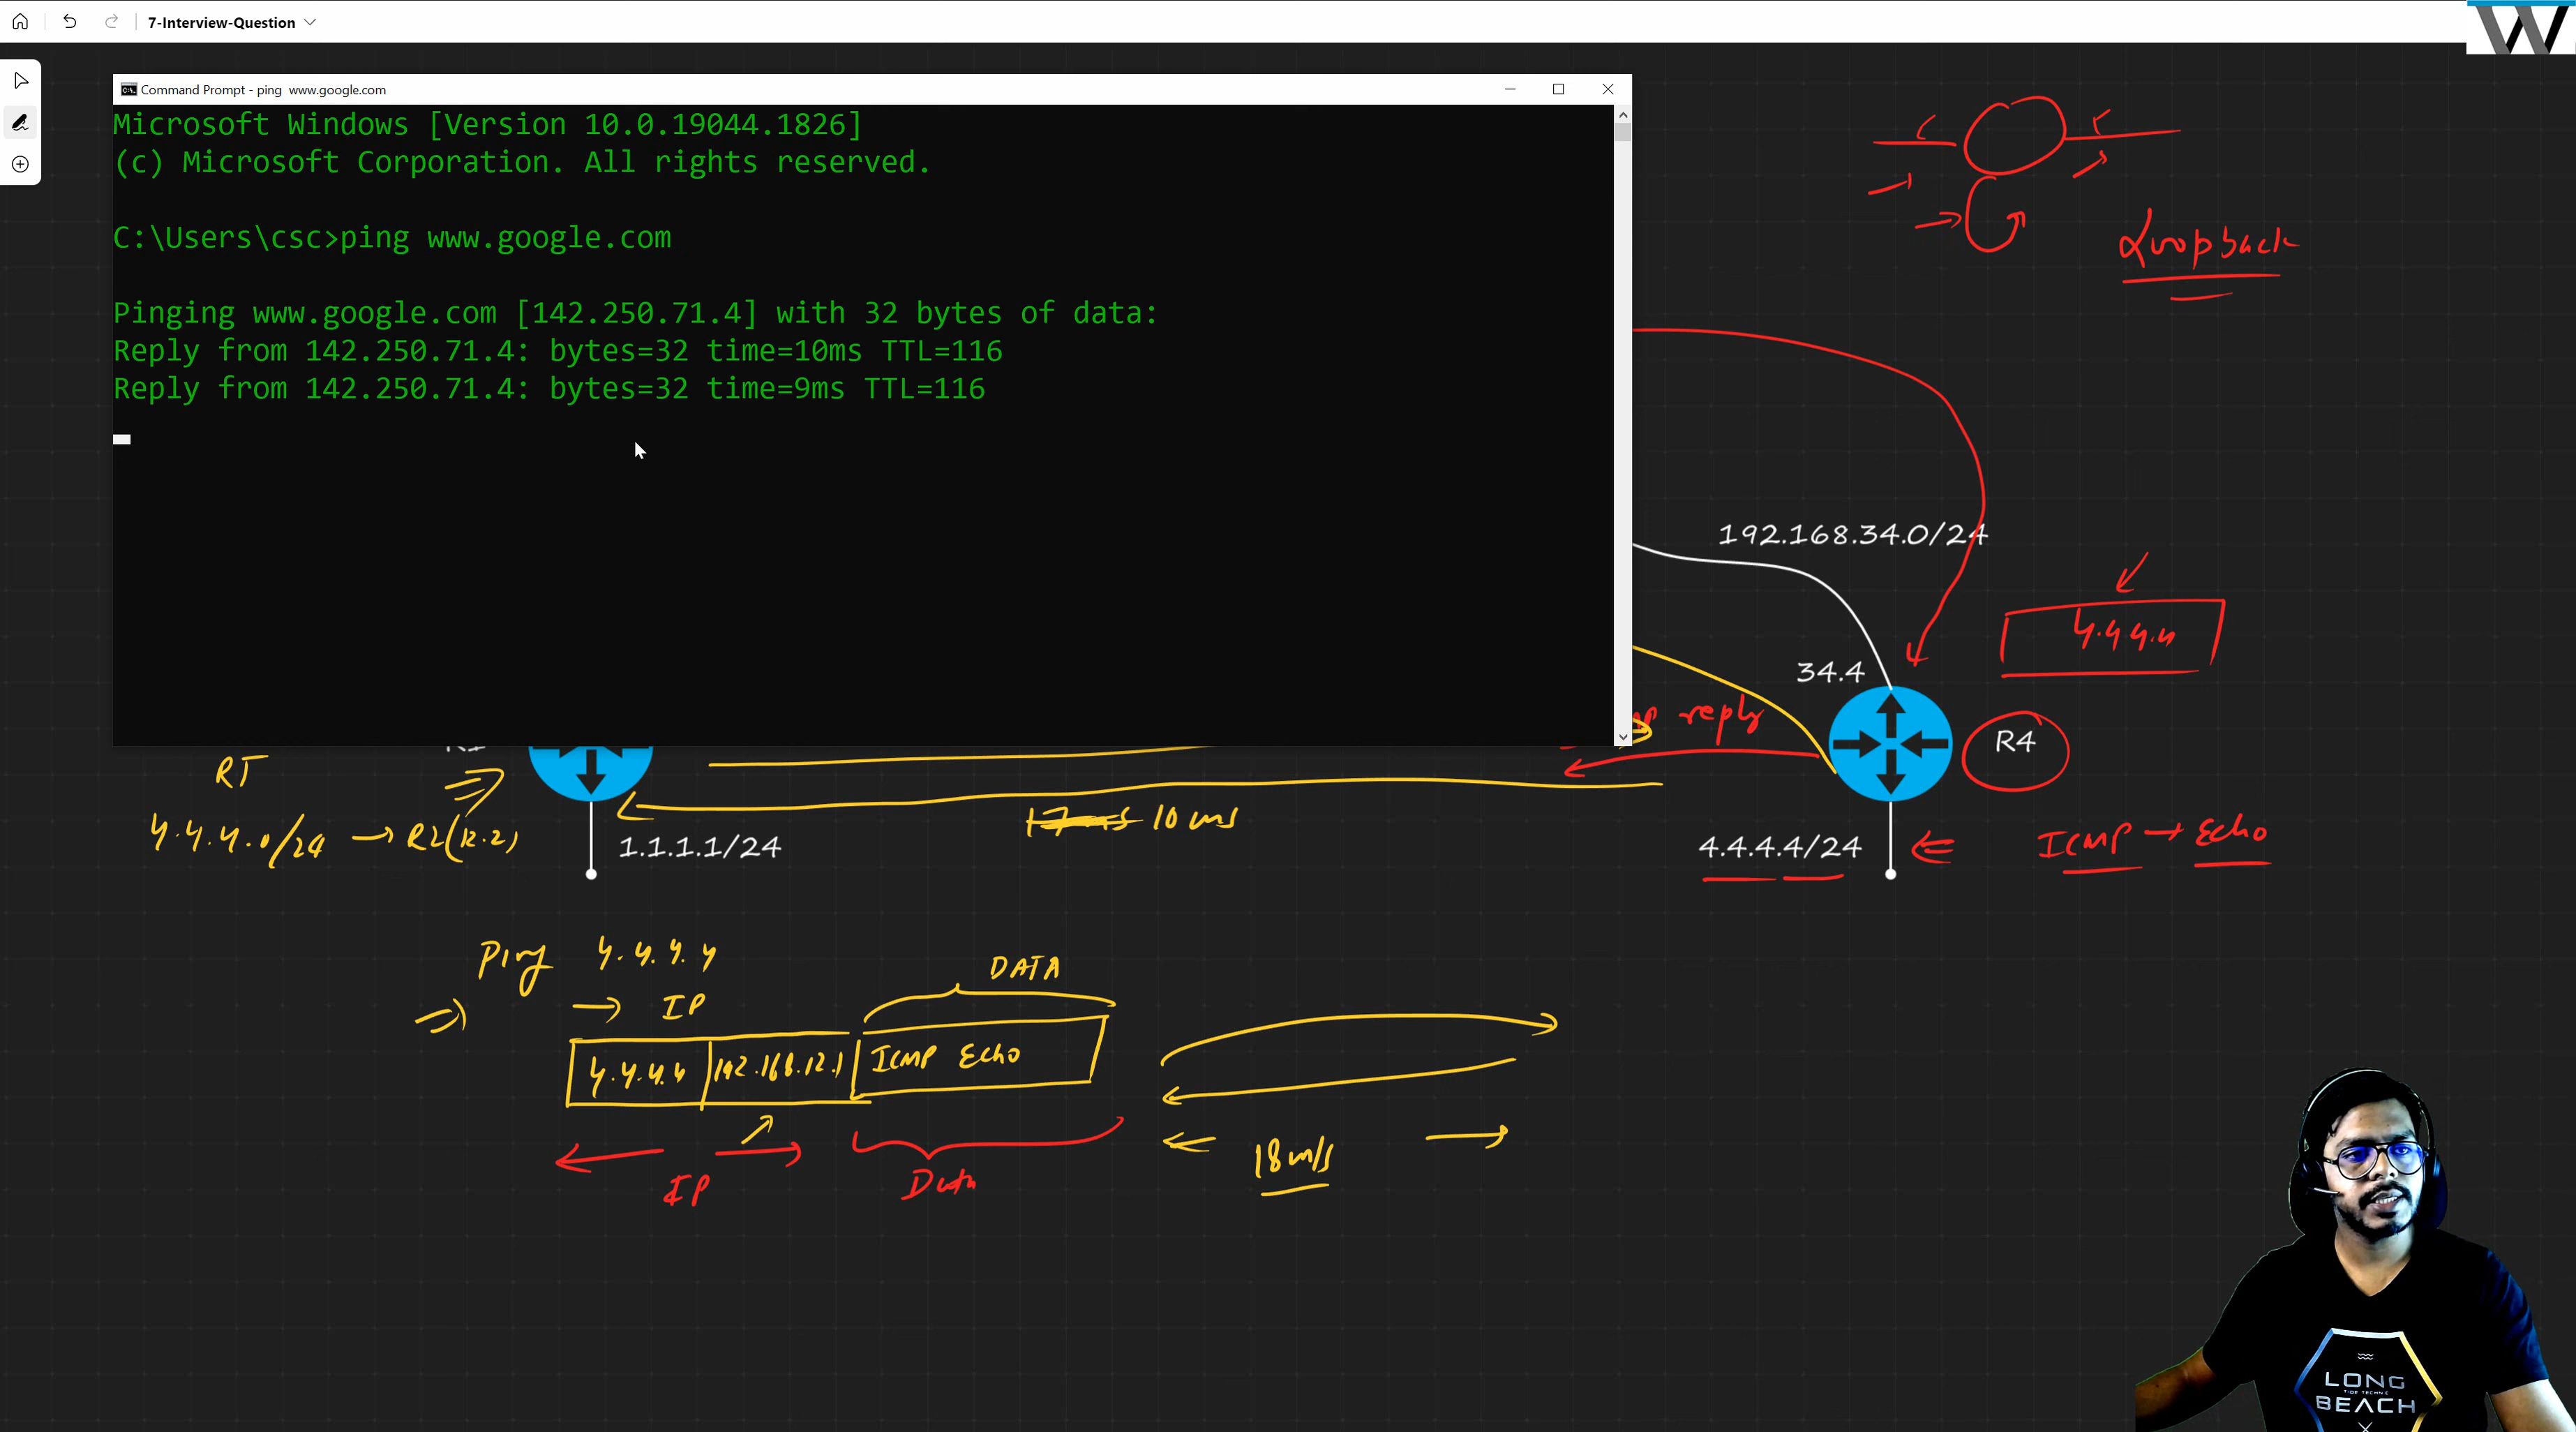 7-Interview-Question
W
Command Prompt - ping  www.google.com
Microsoft Windows [Version 10.0.19044.1826]
(c) Microsoft Corporation. All rights reserved.
C:\Users\csc>ping www.google.com
Pinging www.google.com [142.250.71.4] with 32 bytes of data:
Reply from 142.250.71.4: bytes=32 time=10ms TTL=116
Reply from 142.250.71.4: bytes=32 time=9ms TTL=116
Loopback
192.168.34.0/24
4.4.4.4
34.4
reply
R4
RT
4.4.4.0/24 → R2(12.2)
10 ms
1.1.1.1/24
4.4.4.4/24
ICMP → Echo
Ping 4.4.4.4
→ IP
DATA
4.4.4.4 192.168.12.1 ICMP Echo
IP
Data
18 m/s
LONG
BEACH